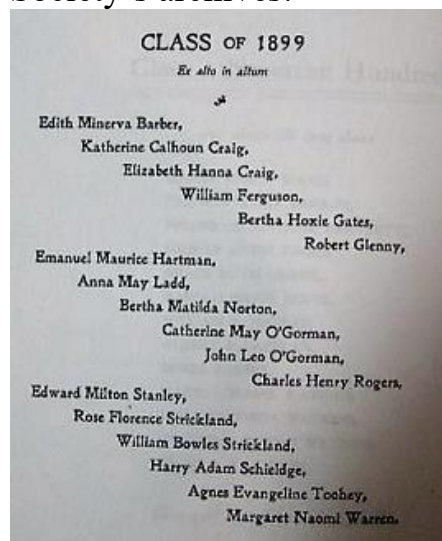 CLASS OF 1899
Ex alto in altum
Edith Minerva Barber,
Katherine Calhoun Craig,
Elizabeth Hanna Craig,
William Ferguson,
Bertha Hoxie Gates,
Robert Glenny,
Emanuel Maurice Hartman,
Anna May Ladd,
Bertha Matilda Norton,
Catherine May O'Gorman,
John Leo O'Gorman,
Charles Henry Rogers,
Edward Milton Stanley,
Rose Florence Strickland,
William Bowles Strickland,
Harry Adam Schieldge,
Agnes Evangeline Toohey,
Margaret Naomi Warren.